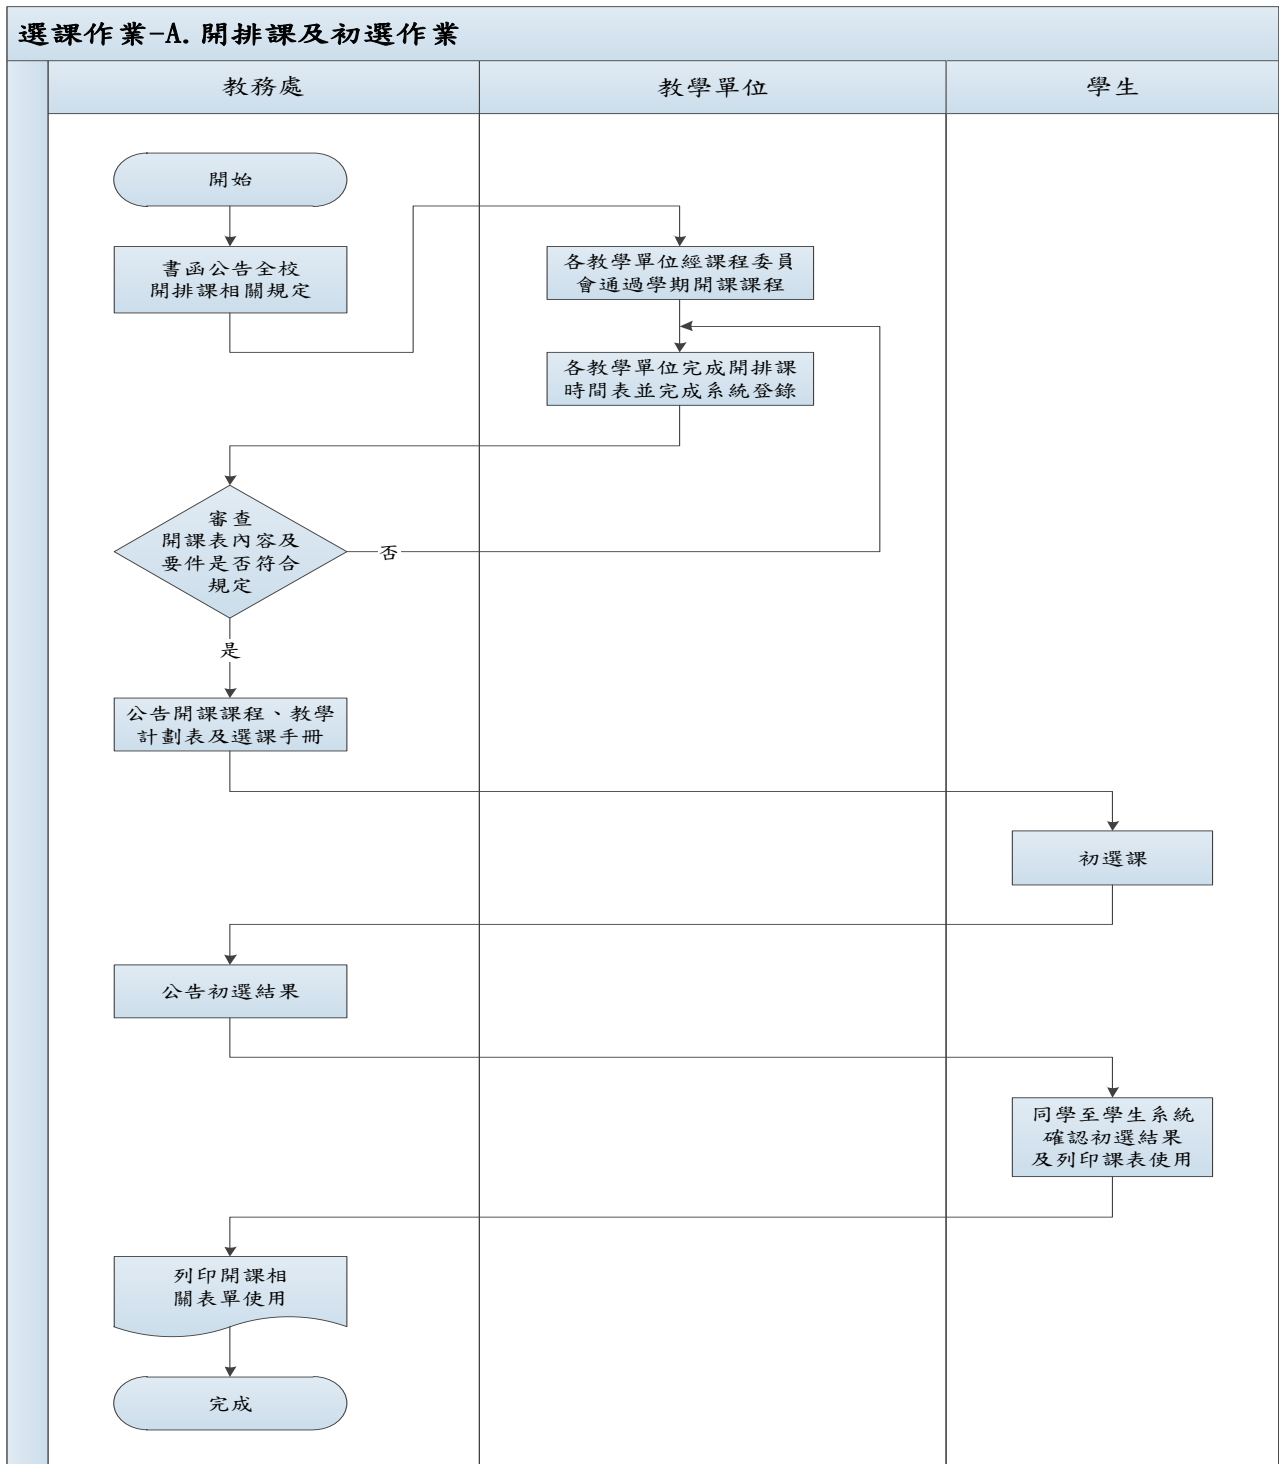 選課作業-A.開排課及初選作業
教務處
教學單位
學生
開始
書函公告全校
開排課相關規定
各教學單位經課程委員
會通過學期開課課程
各教學單位完成開排課
時間表並完成系統登錄
審查
開課表內容及
要件是否符合
規定
否
是
公告開課課程、教學
計劃表及選課手冊
初選課
公告初選結果
同學至學生系統
確認初選結果
及列印課表使用
列印開課相
關表單使用
完成